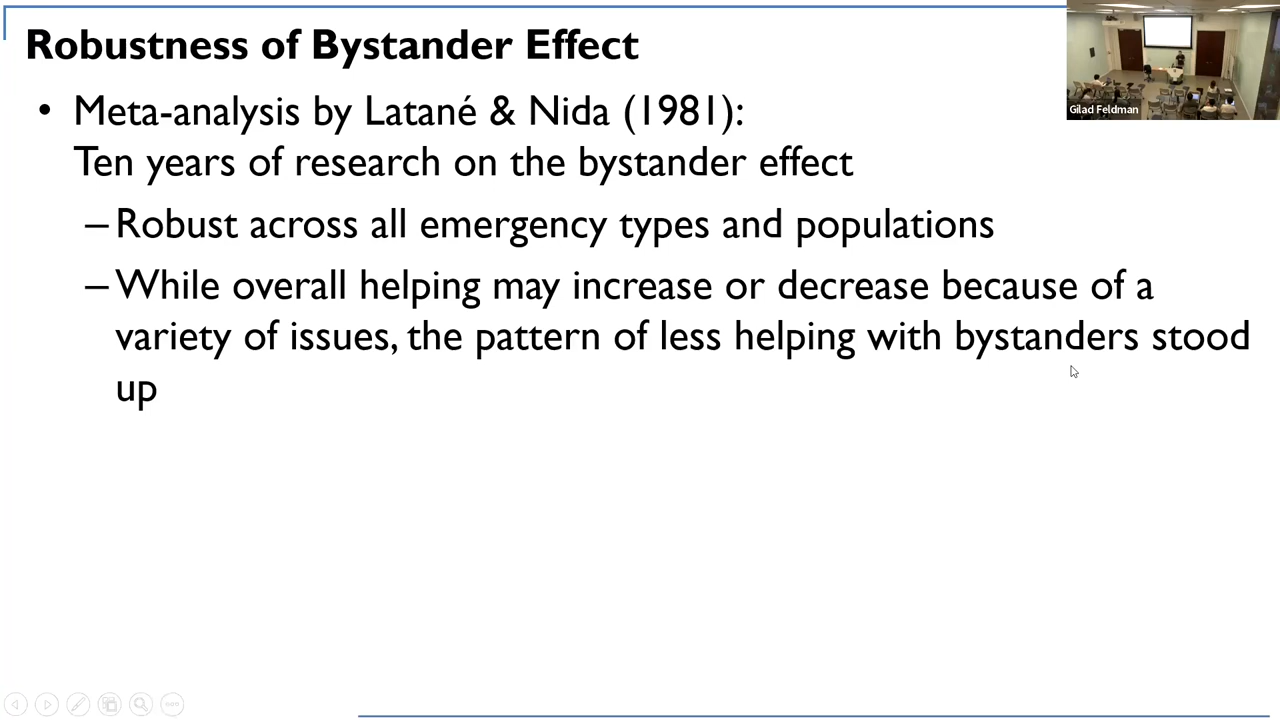 Robustness of Bystander Effect
• Meta-analysis by Latané & Nida (1981):
Ten years of research on the bystander effect
– Robust across all emergency types and populations
– While overall helping may increase or decrease because of a
variety of issues, the pattern of less helping with bystanders stood
up
Gilad Feldman